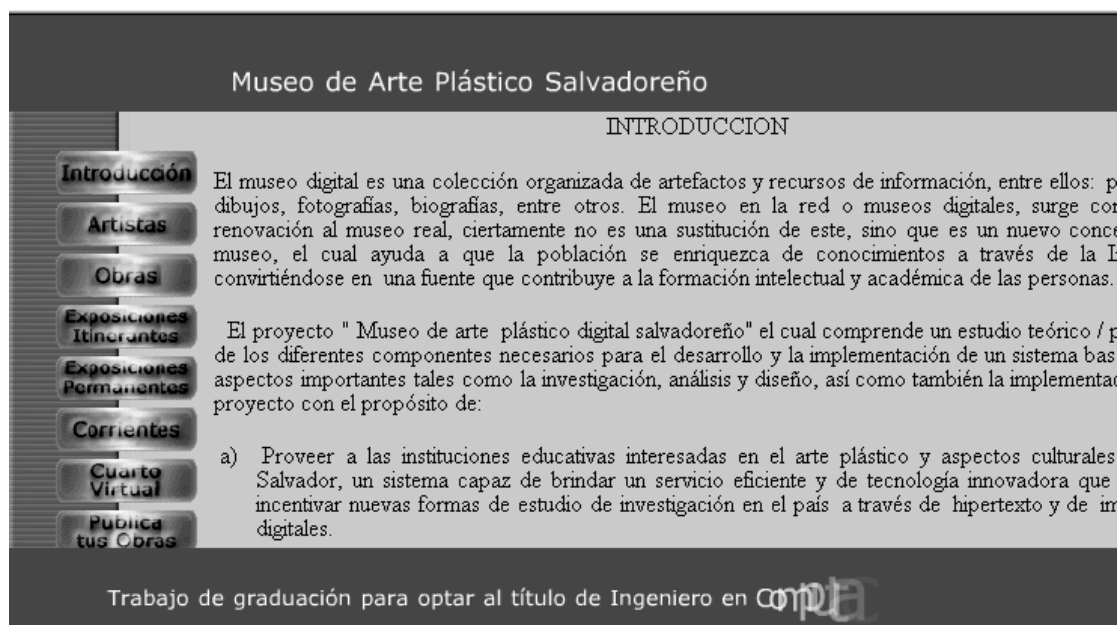 Museo de Arte Plástico Salvadoreño
INTRODUCCION
Introducción
Artistas
Obras
Exposiciones
Itinerantes
Exposiciones
Permanentes
Corrientes
Cuarto
Virtual
Publica
tus Obras
El museo digital es una colección organizada de artefactos y recursos de información, entre ellos: p
dibujos, fotografías, biografías, entre otros. El museo en la red o museos digitales, surge con
renovación al museo real, ciertamente no es una sustitución de este, sino que es un nuevo conce
museo, el cual ayuda a que la población se enriquezca de conocimientos a través de la I
convirtiéndose en una fuente que contribuye a la formación intelectual y académica de las personas.
El proyecto " Museo de arte plástico digital salvadoreño" el cual comprende un estudio teórico / p
de los diferentes componentes necesarios para el desarrollo y la implementación de un sistema bas
aspectos importantes tales como la investigación, análisis y diseño, así como también la implementac
proyecto con el propósito de:
a) Proveer a las instituciones educativas interesadas en el arte plástico y aspectos culturales
Salvador, un sistema capaz de brindar un servicio eficiente y de tecnología innovadora que
incentivar nuevas formas de estudio de investigación en el país a través de hipertexto y de im
digitales.
Trabajo de graduación para optar al título de Ingeniero en